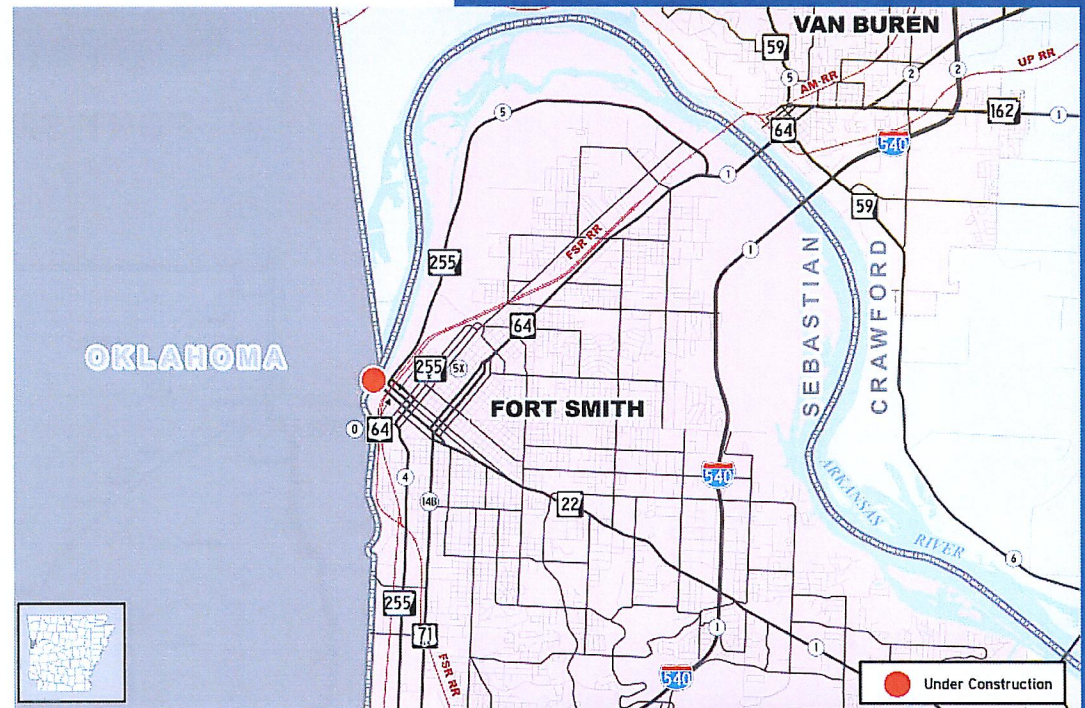 VAN BUREN
59
5
2
2
UP RR
AM-RR
5
162
1
64
540
1
59
1
FSR RR
255
SEBASTIAN
CRAWFORD
64
OKLAHOMA
255
5X
FORT SMITH
0
64
4
540
ARKANSAS
RIVER
14B
22
6
255
71
1
1
FSR RR
540
Under Construction